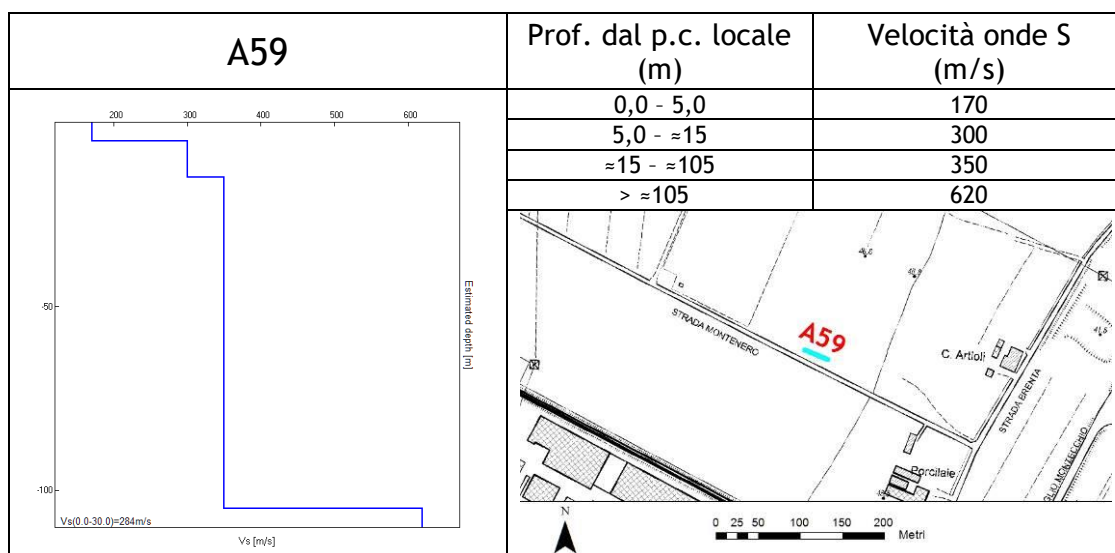 A59
Prof. dal p.c. locale
(m)
Velocità onde S
(m/s)
0,0 – 5,0
170
5,0 – ≈15
300
≈15 – ≈105
350
> ≈105
620
200
300
400
500
600
-50
-100
Estimated depth [m]
Vs(0.0-30.0)=284m/s
Vs [m/s]
STRADA MONTENERO
A59
C. Artioli
STRADA BRENTA
Porcilaie
GLIU MONTECCHIO
N
0 25 50 100 150 200
Metri